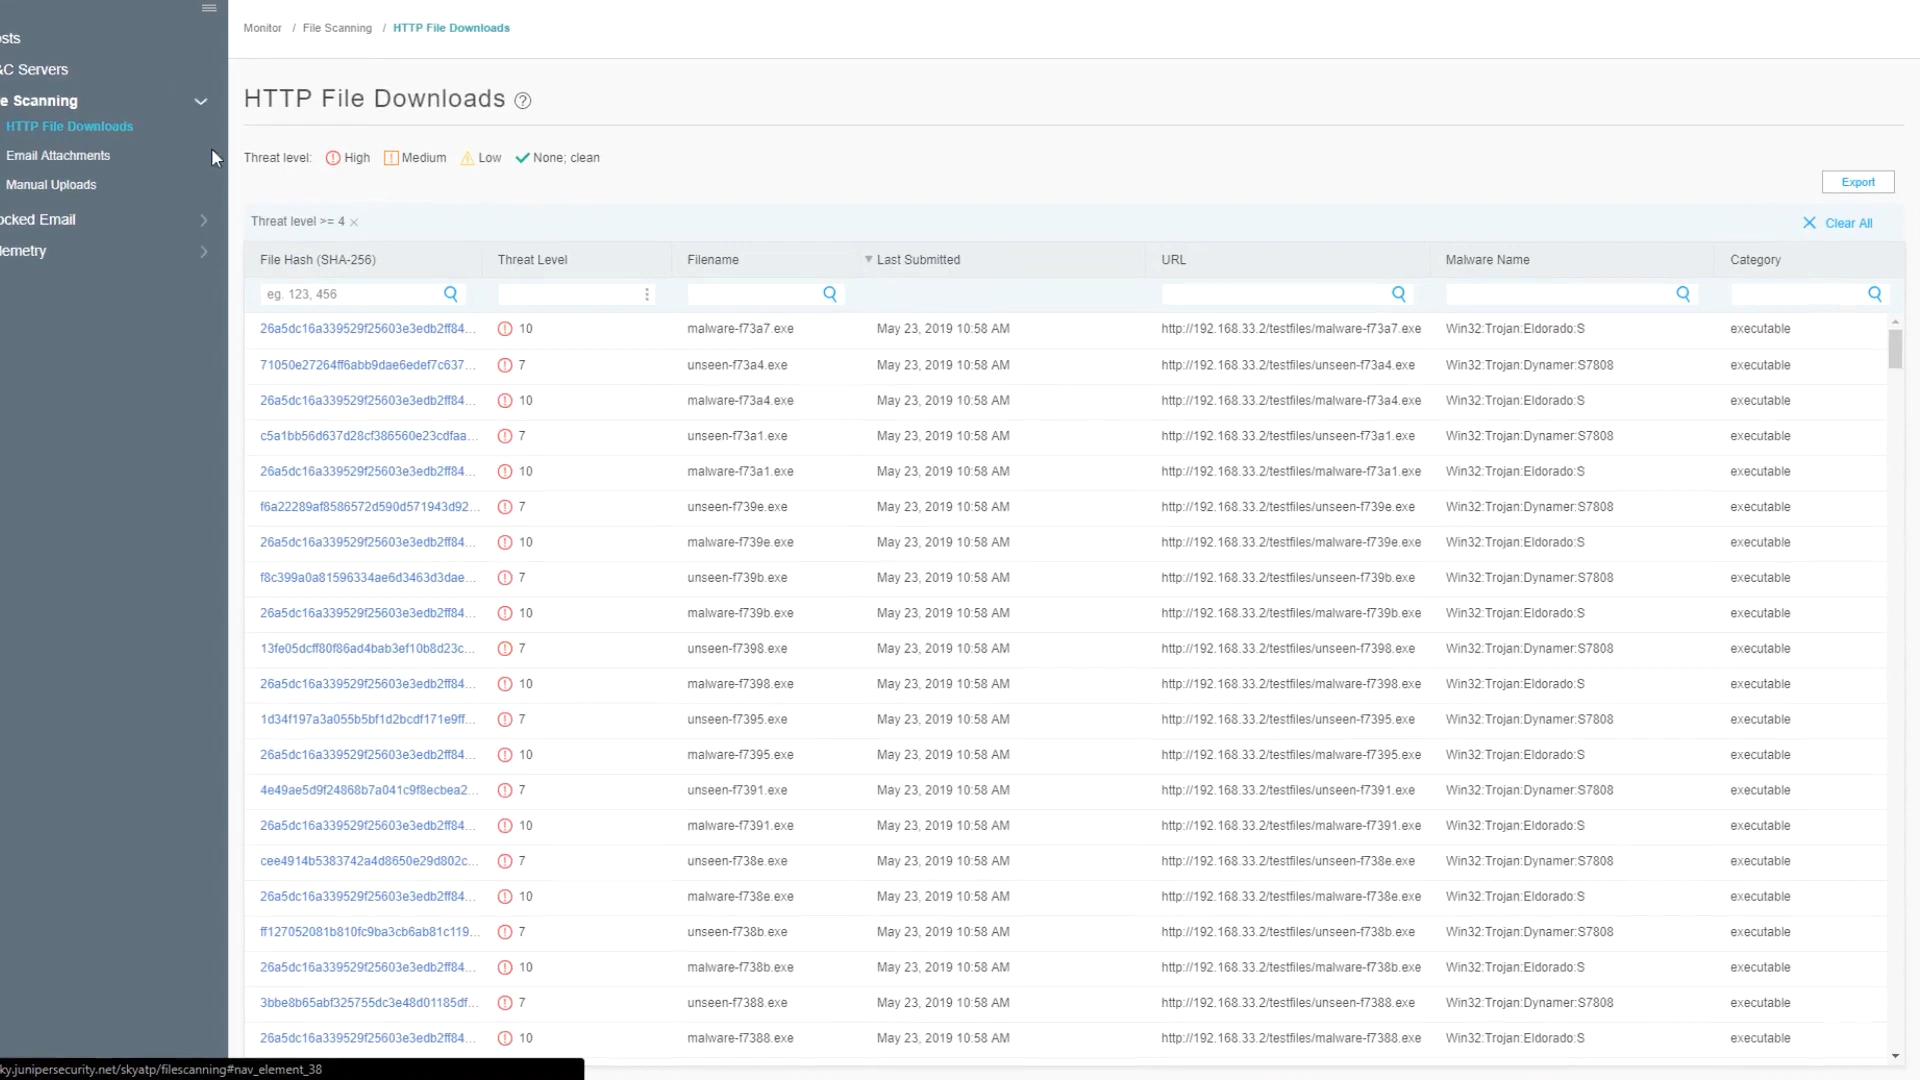 osts
&C Servers
e Scanning
HTTP File Downloads
Email Attachments
Manual Uploads
ocked Email
lemetry
Monitor / File Scanning / HTTP File Downloads
HTTP File Downloads ?
Threat level: High Medium Low None; clean
Export
Threat level >= 4 ×
Clear All
File Hash (SHA-256) Threat Level Filename Last Submitted URL Malware Name Category
eg. 123, 456
26a5dc16a339529f25603e3edb2ff84... 10 malware-f73a7.exe May 23, 2019 10:58 AM http://192.168.33.2/testfiles/malware-f73a7.exe Win32:Trojan:Eldorado:S executable
71050e27264ff6abb9dae6edef7c637... 7 unseen-f73a4.exe May 23, 2019 10:58 AM http://192.168.33.2/testfiles/unseen-f73a4.exe Win32:Trojan:Dynamer:S7808 executable
26a5dc16a339529f25603e3edb2ff84... 10 malware-f73a4.exe May 23, 2019 10:58 AM http://192.168.33.2/testfiles/malware-f73a4.exe Win32:Trojan:Eldorado:S executable
c5a1bb56d637d28cf386560e23cdfaa... 7 unseen-f73a1.exe May 23, 2019 10:58 AM http://192.168.33.2/testfiles/unseen-f73a1.exe Win32:Trojan:Dynamer:S7808 executable
26a5dc16a339529f25603e3edb2ff84... 10 malware-f73a1.exe May 23, 2019 10:58 AM http://192.168.33.2/testfiles/malware-f73a1.exe Win32:Trojan:Eldorado:S executable
f6a22289af8586572d590d571943d92... 7 unseen-f739e.exe May 23, 2019 10:58 AM http://192.168.33.2/testfiles/unseen-f739e.exe Win32:Trojan:Dynamer:S7808 executable
26a5dc16a339529f25603e3edb2ff84... 10 malware-f739e.exe May 23, 2019 10:58 AM http://192.168.33.2/testfiles/malware-f739e.exe Win32:Trojan:Eldorado:S executable
f8c399a0a81596334ae6d3463d3dae... 7 unseen-f739b.exe May 23, 2019 10:58 AM http://192.168.33.2/testfiles/unseen-f739b.exe Win32:Trojan:Dynamer:S7808 executable
26a5dc16a339529f25603e3edb2ff84... 10 malware-f739b.exe May 23, 2019 10:58 AM http://192.168.33.2/testfiles/malware-f739b.exe Win32:Trojan:Eldorado:S executable
13fe05dcff80f86ad4bab3ef10b8d23c... 7 unseen-f7398.exe May 23, 2019 10:58 AM http://192.168.33.2/testfiles/unseen-f7398.exe Win32:Trojan:Dynamer:S7808 executable
26a5dc16a339529f25603e3edb2ff84... 10 malware-f7398.exe May 23, 2019 10:58 AM http://192.168.33.2/testfiles/malware-f7398.exe Win32:Trojan:Eldorado:S executable
1d34f197a3a055b5bf1d2bcdf171e9ff... 7 unseen-f7395.exe May 23, 2019 10:58 AM http://192.168.33.2/testfiles/unseen-f7395.exe Win32:Trojan:Dynamer:S7808 executable
26a5dc16a339529f25603e3edb2ff84... 10 malware-f7395.exe May 23, 2019 10:58 AM http://192.168.33.2/testfiles/malware-f7395.exe Win32:Trojan:Eldorado:S executable
4e49ae5d9f24868b7a041c9f8ecbea2... 7 unseen-f7391.exe May 23, 2019 10:58 AM http://192.168.33.2/testfiles/unseen-f7391.exe Win32:Trojan:Dynamer:S7808 executable
26a5dc16a339529f25603e3edb2ff84... 10 malware-f7391.exe May 23, 2019 10:58 AM http://192.168.33.2/testfiles/malware-f7391.exe Win32:Trojan:Eldorado:S executable
cee4914b5383742a4d8650e29d802c... 7 unseen-f738e.exe May 23, 2019 10:58 AM http://192.168.33.2/testfiles/unseen-f738e.exe Win32:Trojan:Dynamer:S7808 executable
26a5dc16a339529f25603e3edb2ff84... 10 malware-f738e.exe May 23, 2019 10:58 AM http://192.168.33.2/testfiles/malware-f738e.exe Win32:Trojan:Eldorado:S executable
ff127052081b810fc9ba3cb6ab81c119... 7 unseen-f738b.exe May 23, 2019 10:58 AM http://192.168.33.2/testfiles/unseen-f738b.exe Win32:Trojan:Dynamer:S7808 executable
26a5dc16a339529f25603e3edb2ff84... 10 malware-f738b.exe May 23, 2019 10:58 AM http://192.168.33.2/testfiles/malware-f738b.exe Win32:Trojan:Eldorado:S executable
3bbe8b65abf325755dc3e48d01185df... 7 unseen-f7388.exe May 23, 2019 10:58 AM http://192.168.33.2/testfiles/unseen-f7388.exe Win32:Trojan:Dynamer:S7808 executable
26a5dc16a339529f25603e3edb2ff84... 10 malware-f7388.exe May 23, 2019 10:58 AM http://192.168.33.2/testfiles/malware-f7388.exe Win32:Trojan:Eldorado:S executable
ky.junipersecurity.net/skyatp/filescanning#nav_element_38